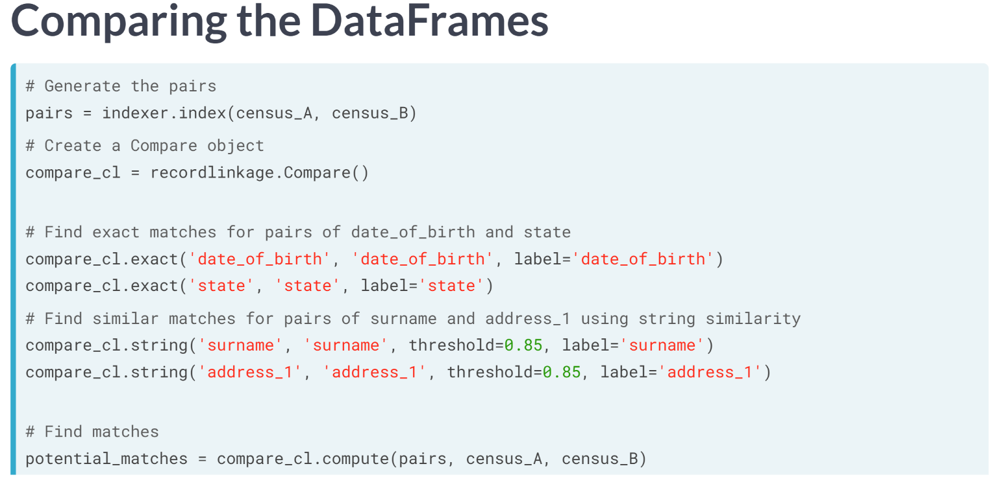 Comparing the DataFrames
# Generate the pairs
pairs = indexer.index(census_A, census_B)
# Create a Compare object
compare_cl = recordlinkage.Compare()
# Find exact matches for pairs of date_of_birth and state
compare_cl.exact('date_of_birth', 'date_of_birth', label='date_of_birth')
compare_cl.exact('state', 'state', label='state')
# Find similar matches for pairs of surname and address_1 using string similarity
compare_cl.string('surname', 'surname', threshold=0.85, label='surname')
compare_cl.string('address_1', 'address_1', threshold=0.85, label='address_1')
# Find matches
potential_matches = compare_cl.compute(pairs, census_A, census_B)